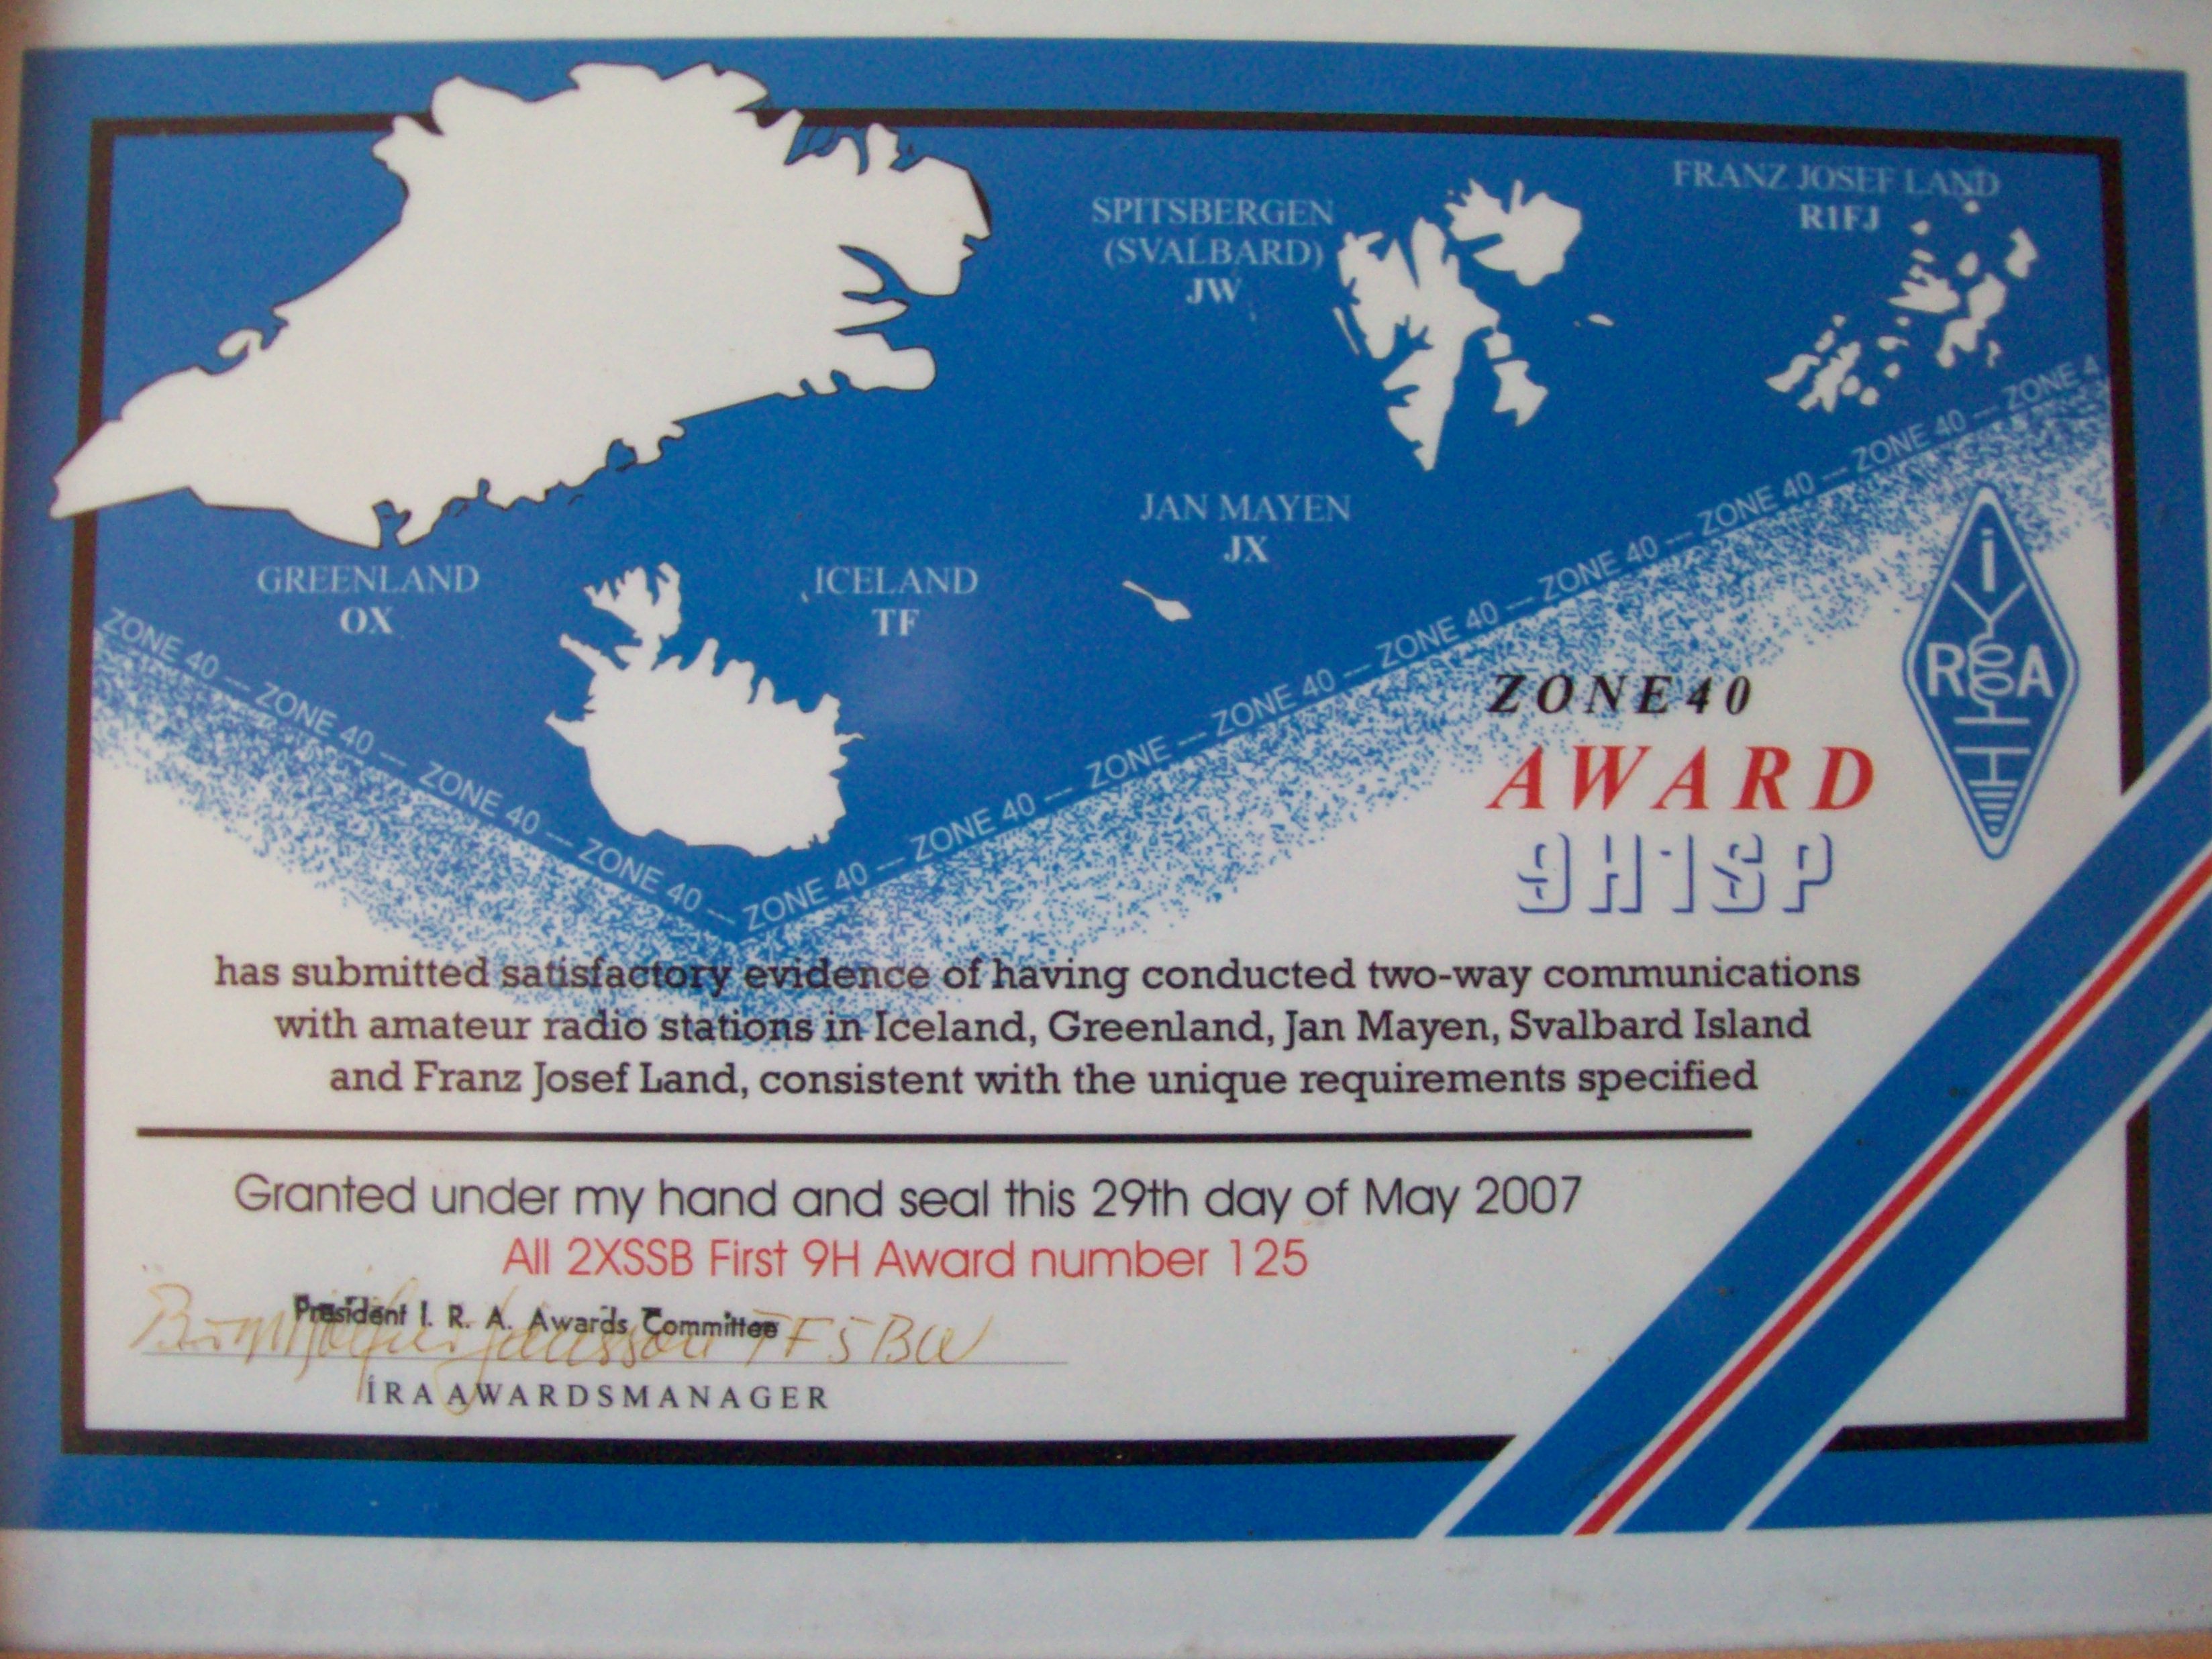 FRANZ JOSEF LAND
R1FJ
SPITSBERGEN
(SVALBARD)
JW
JAN MAYEN
JX
GREENLAND
OX
ICELAND
TF
ZONE 40 --- ZONE 40 --- ZONE 40 --- ZONE 40 --- ZONE 40 --- ZONE 40 --- ZONE --- ZONE 40 --- ZONE 40 --- ZONE 40 --- ZONE 40 --- ZONE 40 --- ZONE 40 --- ZONE 4
i
R A
ZONE 40
AWARD
9H1SP
has submitted satisfactory evidence of having conducted two-way communications
with amateur radio stations in Iceland, Greenland, Jan Mayen, Svalbard Island
and Franz Josef Land, consistent with the unique requirements specified
Granted under my hand and seal this 29th day of May 2007
All 2XSSB First 9H Award number 125
President I. R. A. Awards Committee
TF5BW
ÍRA AWARDSMANAGER